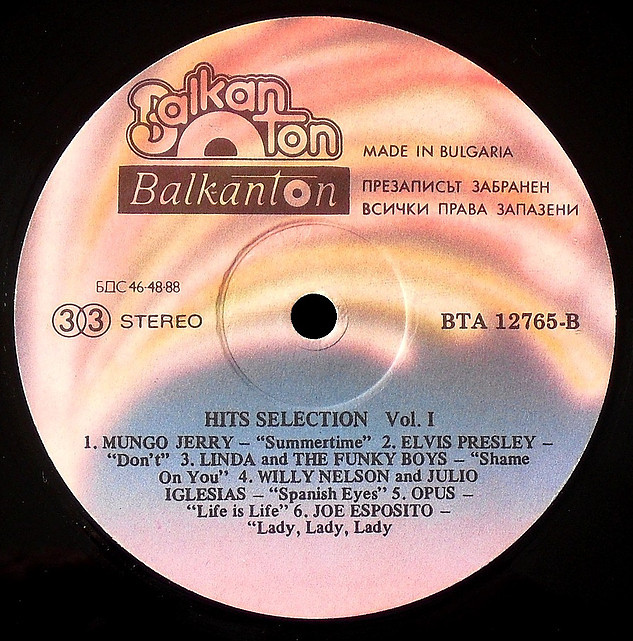 Balkan
ton
Balkanton
MADE IN BULGARIA
ПРЕЗАПИСЪТ ЗАБРАНЕН
ВСИЧКИ ПРАВА ЗАПАЗЕНИ
БДС 46-48-88
33 STEREO
ВТА 12765-В
HITS SELECTION Vol. I
1. MUNGO JERRY – “Summertime” 2. ELVIS PRESLEY –
“Don’t” 3. LINDA and THE FUNKY BOYS – “Shame
On You” 4. WILLY NELSON and JULIO
IGLESIAS – “Spanish Eyes” 5. OPUS –
“Life is Life” 6. JOE ESPOSITO –
“Lady, Lady, Lady